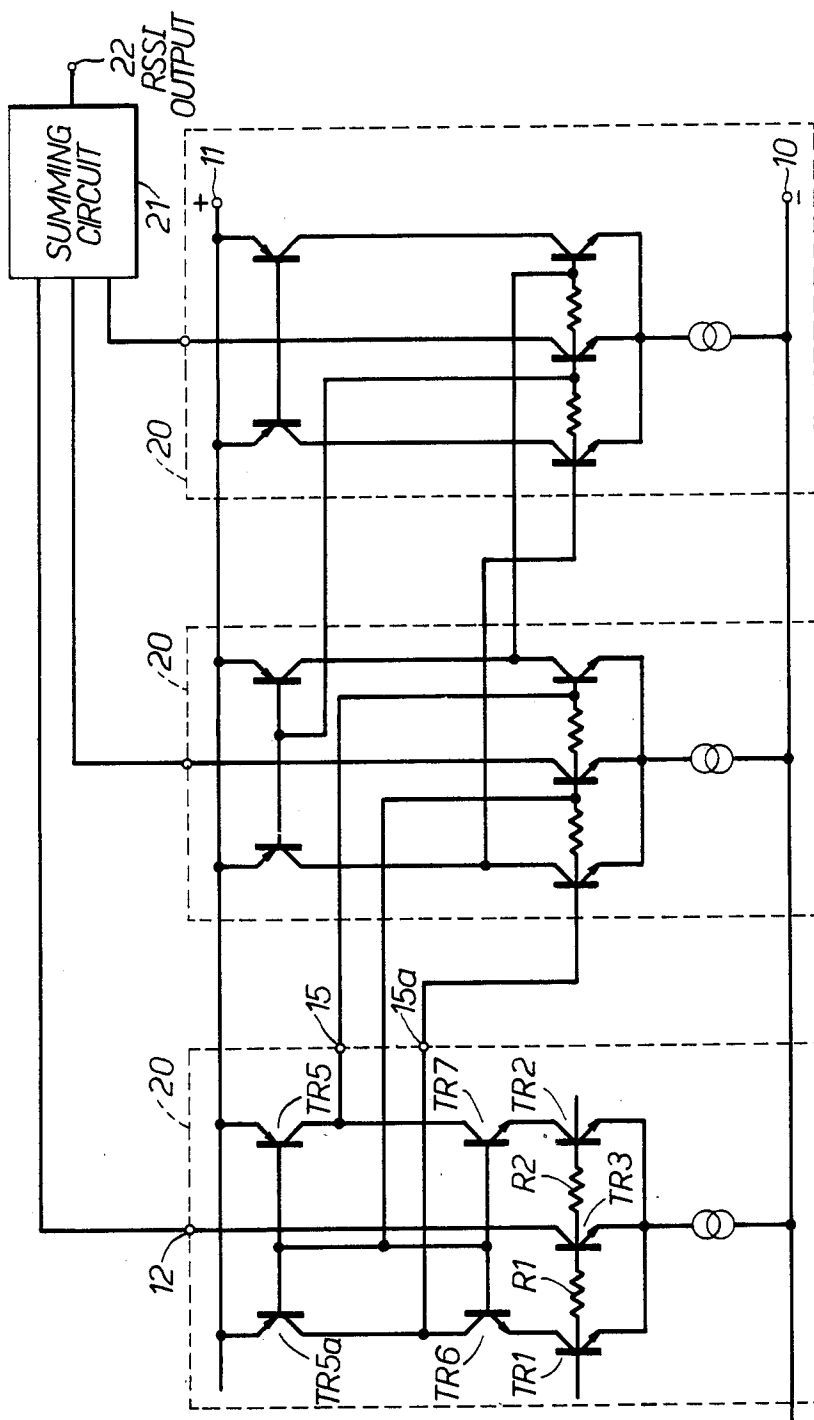 SUMMING
CIRCUIT
21
22
RSSI
OUTPUT
+
11
20
20
20
12
15
15a
TR5a
TR5
TR6
TR7
TR1
R1
TR3
R2
TR2
10
-